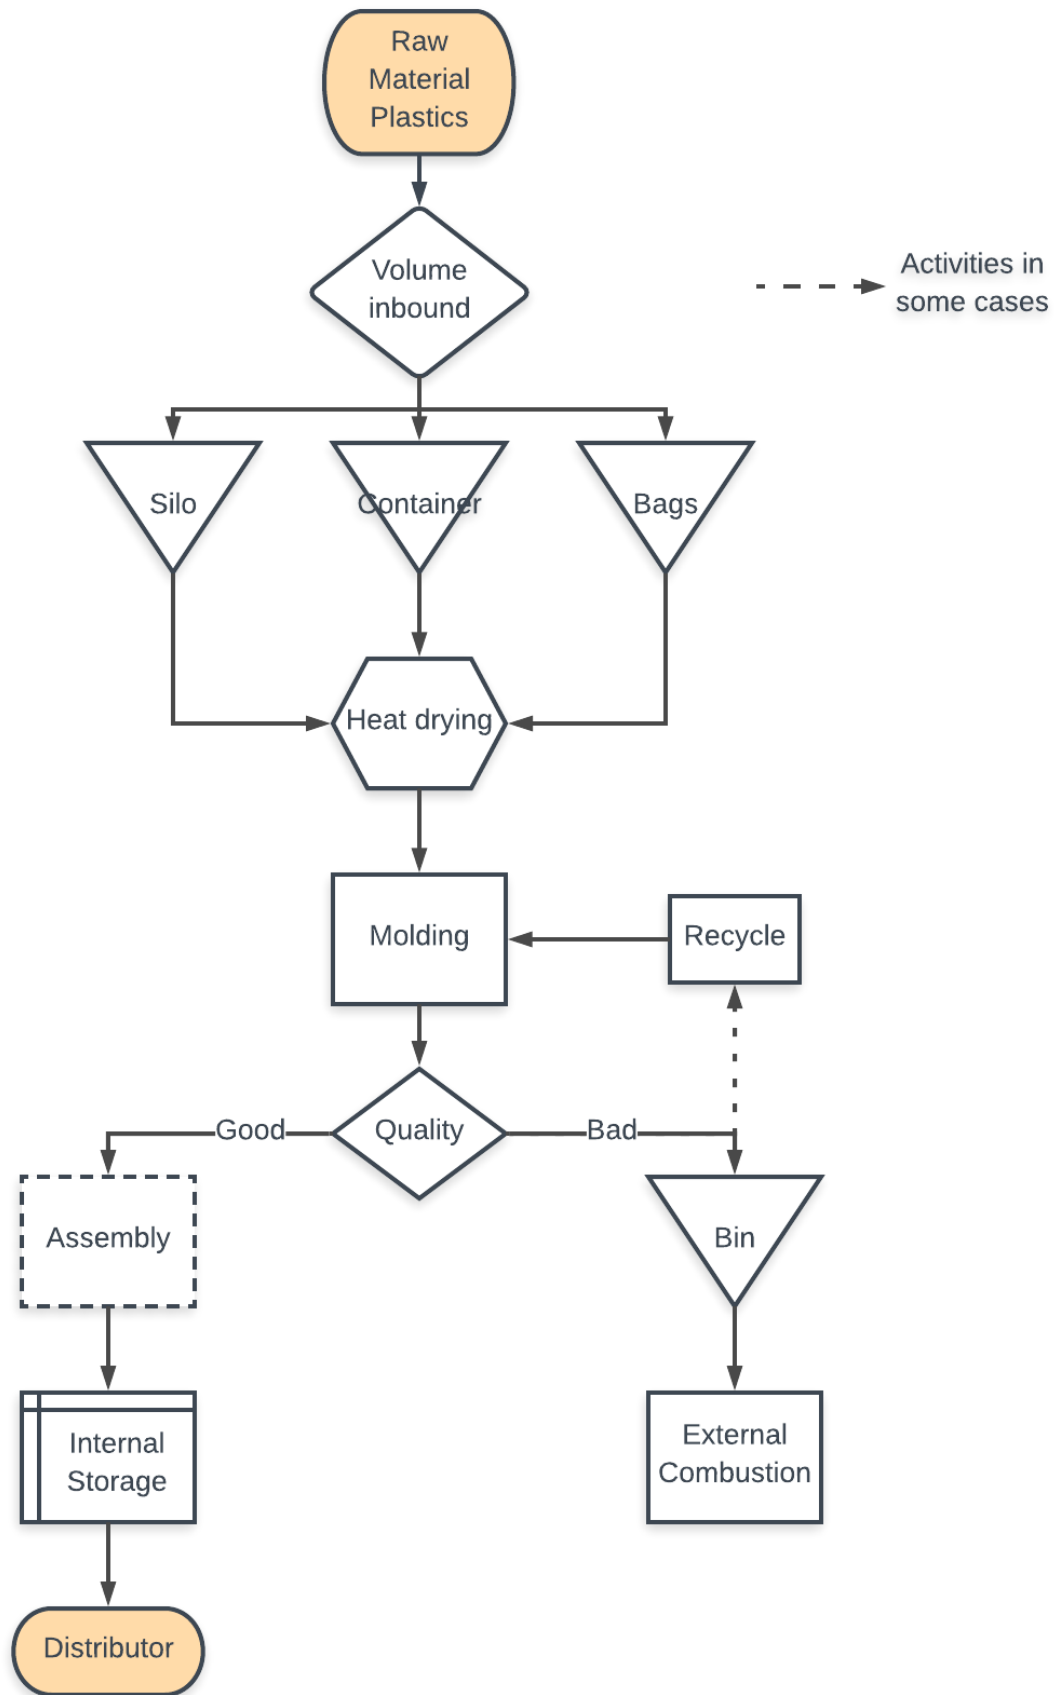 Raw
Material
Plastics
Volume
inbound
Activities in
some cases
Silo
Container
Bags
Heat drying
Molding
Recycle
Good
Quality
Bad
Assembly
Bin
Internal
Storage
External
Combustion
Distributor